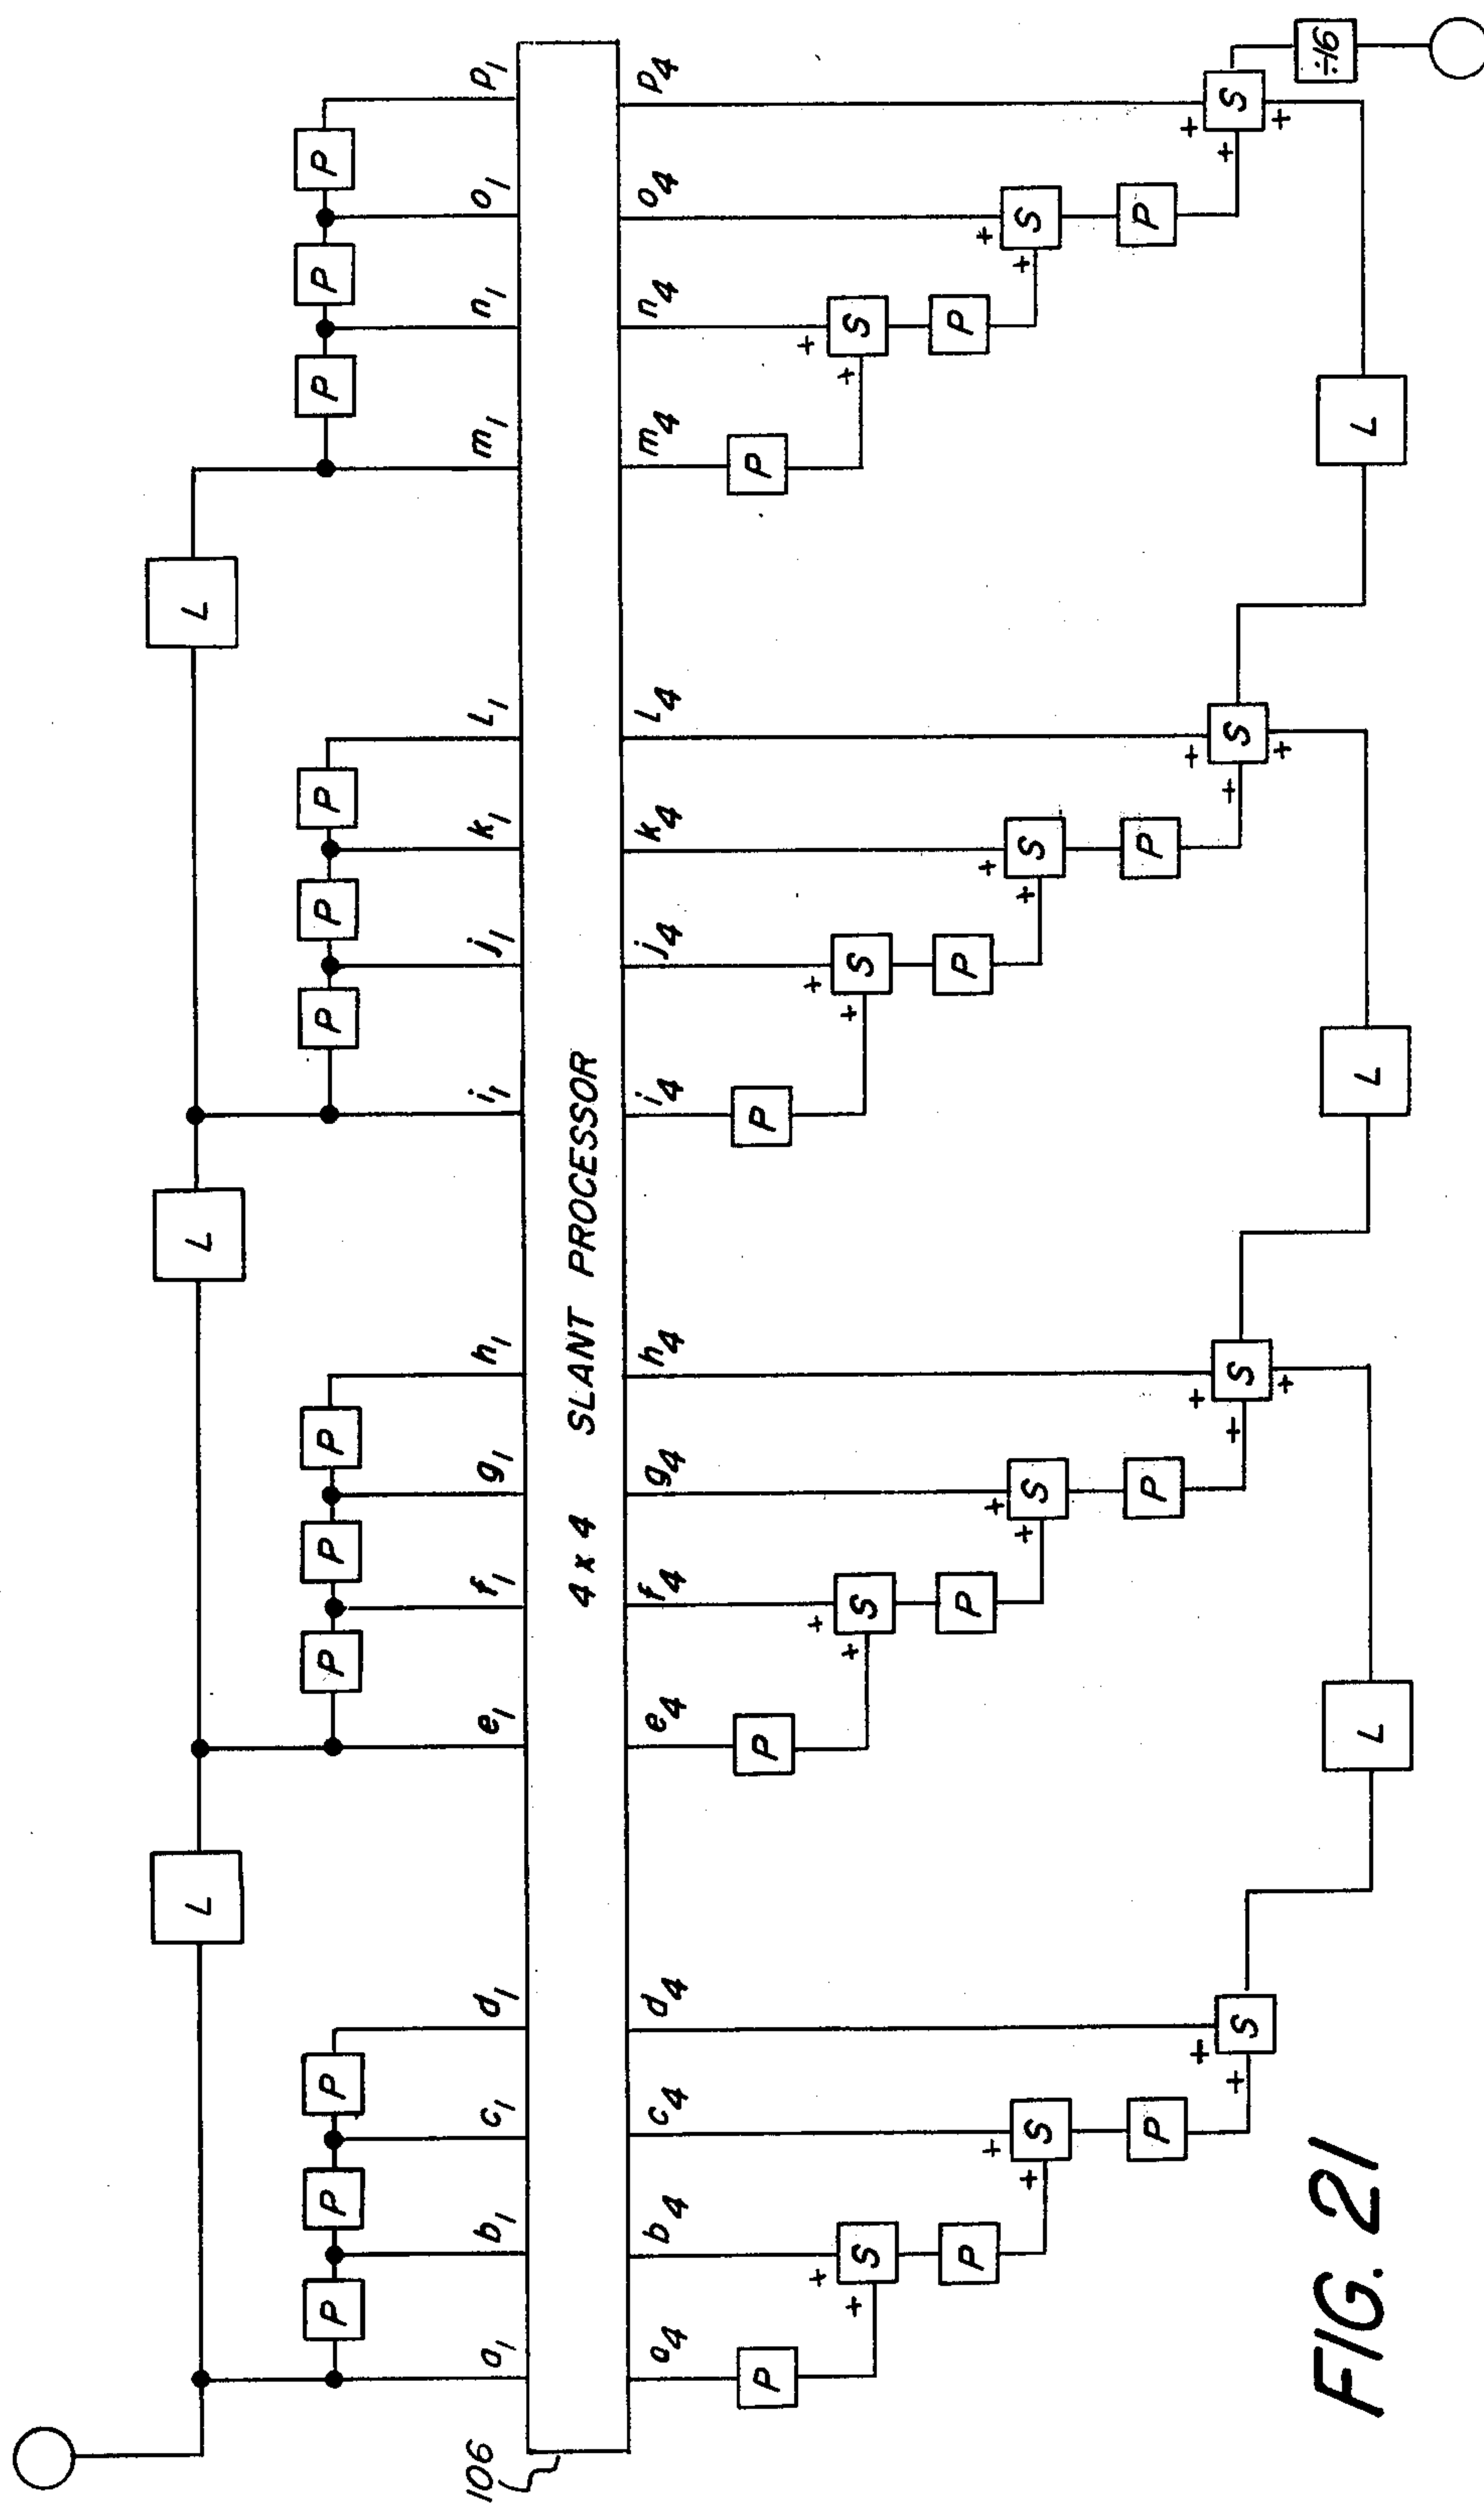 L L L
P P P P P P P P P P P P
106 a1 b1 c1 d1 e1 f1 g1 h1 i1 j1 k1 L1 m1 n1 o1 p1
4 x 4 SLANT PROCESSOR
a4 b4 c4 d4 e4 f4 g4 h4 i4 j4 k4 L4 m4 n4 o4 p4
P P P P
+ + + +
+ S + S + S + S
P P P P
+ + + +
+ S + S + S + S
P P P P
+ + + +
+ S + S + S + S
+ + +
÷16
L L L
FIG. 21